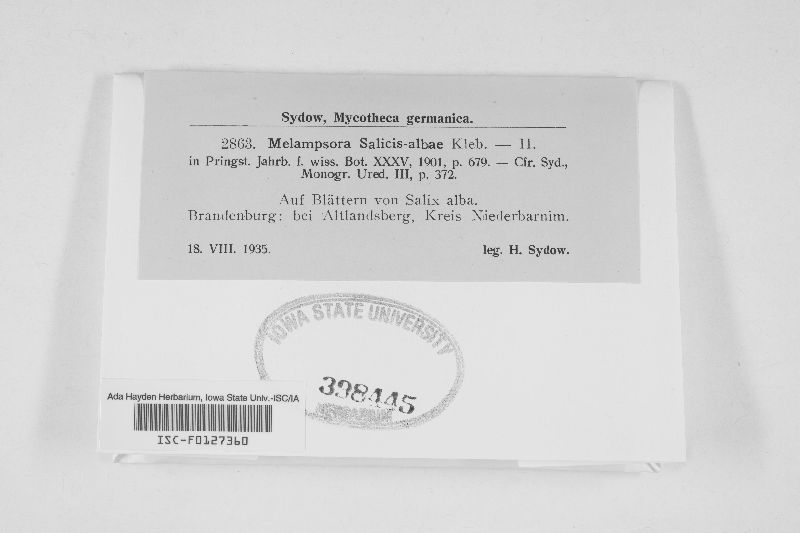 Sydow, Mycotheca germanica.
2863. Melampsora Salicis-albae Kleb. — II.
in Pringst. Jahrb. f. wiss. Bot. XXXV, 1901, p. 679. — Cfr. Syd.,
Monogr. Ured. III, p. 372.
Auf Blättern von Salix alba.
Brandenburg: bei Altlandsberg, Kreis Niederbarnim.
18. VIII. 1935. leg. H. Sydow.
IOWA STATE UNIVERSITY
398445
HERBARIUM
Ada Hayden Herbarium, Iowa State Univ.-ISC/IA
ISC-F0127360